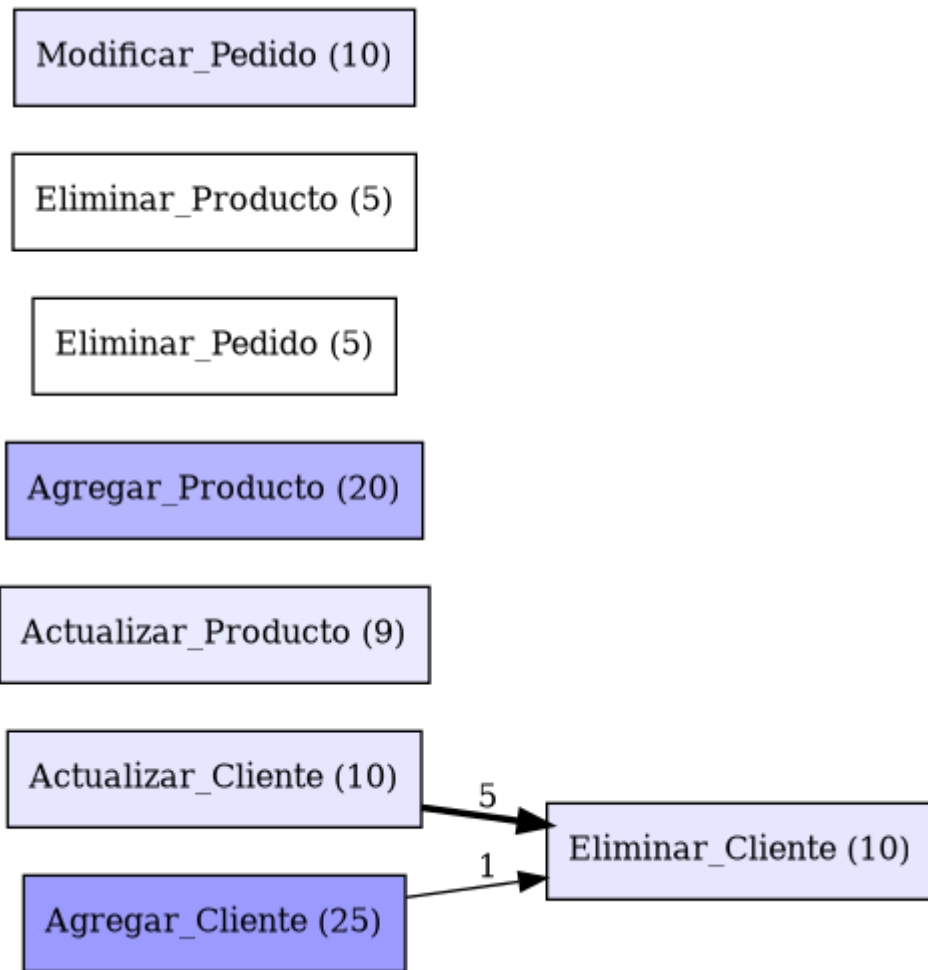 Modificar_Pedido (10)
Eliminar_Producto (5)
Eliminar_Pedido (5)
Agregar_Producto (20)
Actualizar_Producto (9)
Actualizar_Cliente (10)
5
Eliminar_Cliente (10)
1
Agregar_Cliente (25)